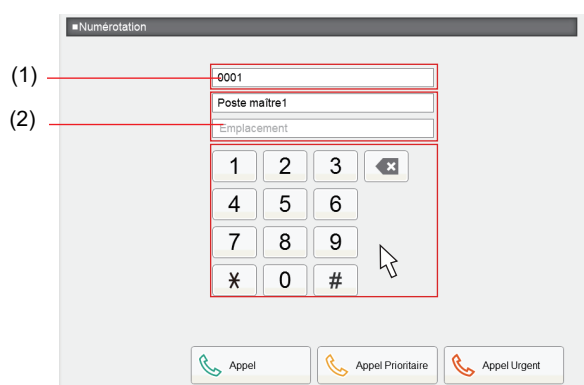 ■Numérotation
(1)
0001
(2)
Poste maître1
Emplacement
1 2 3
4 5 6
7 8 9
* 0 #
Appel
Appel Prioritaire
Appel Urgent